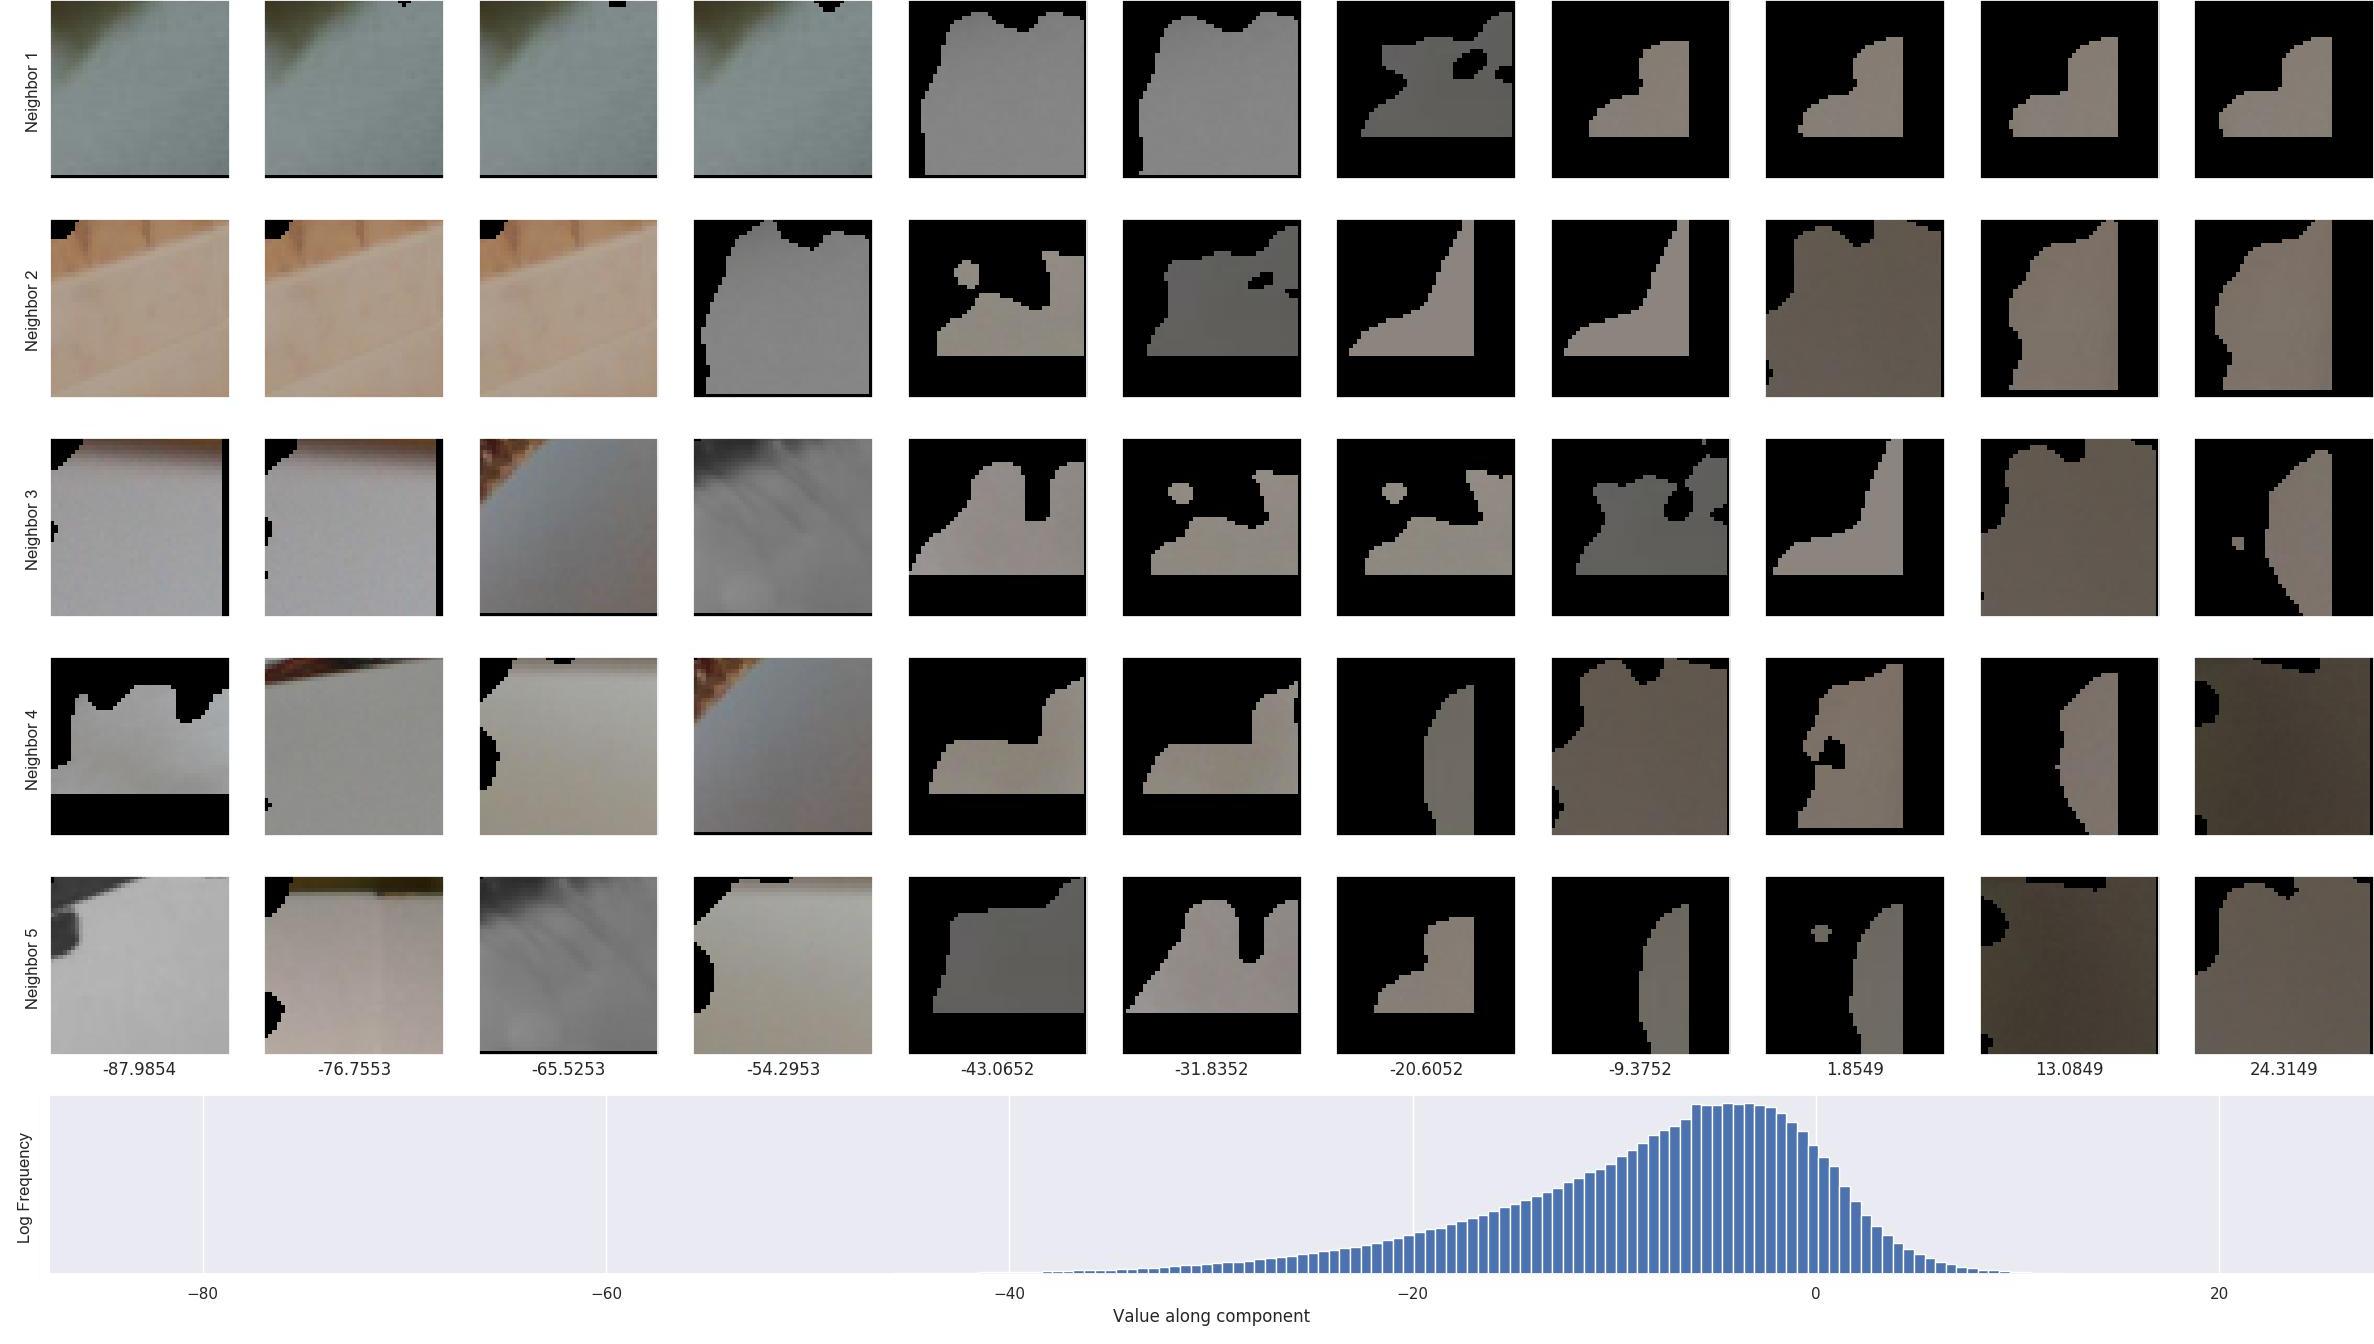 Neighbor 1
Neighbor 2
Neighbor 3
Neighbor 4
Neighbor 5
-87.9854 -76.7553 -65.5253 -54.2953 -43.0652 -31.8352 -20.6052 -9.3752 1.8549 13.0849 24.3149
Log Frequency
−80 −60 −40 −20 0 20
Value along component